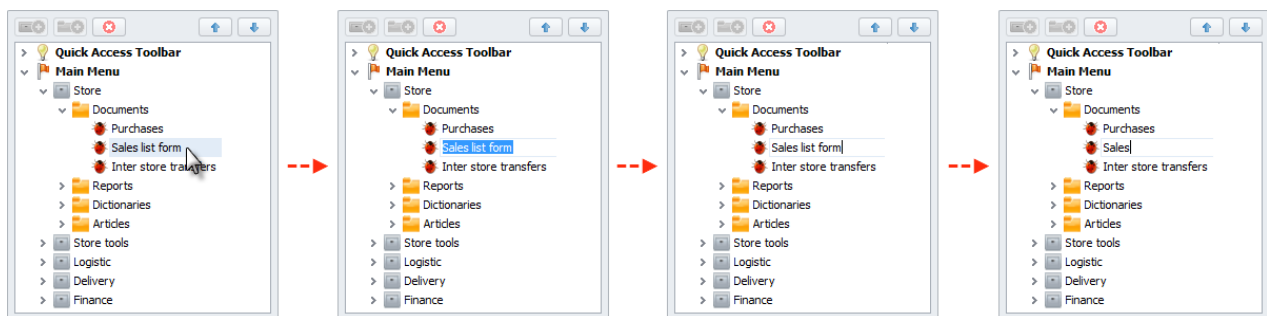 Quick Access Toolbar
Main Menu
Store
Documents
Purchases
Sales list form
Inter store transfers
Reports
Dictionaries
Articles
Store tools
Logistic
Delivery
Finance
Quick Access Toolbar
Main Menu
Store
Documents
Purchases
Sales list form
Inter store transfers
Reports
Dictionaries
Articles
Store tools
Logistic
Delivery
Finance
Quick Access Toolbar
Main Menu
Store
Documents
Purchases
Sales list form
Inter store transfers
Reports
Dictionaries
Articles
Store tools
Logistic
Delivery
Finance
Quick Access Toolbar
Main Menu
Store
Documents
Purchases
Sales
Inter store transfers
Reports
Dictionaries
Articles
Store tools
Logistic
Delivery
Finance